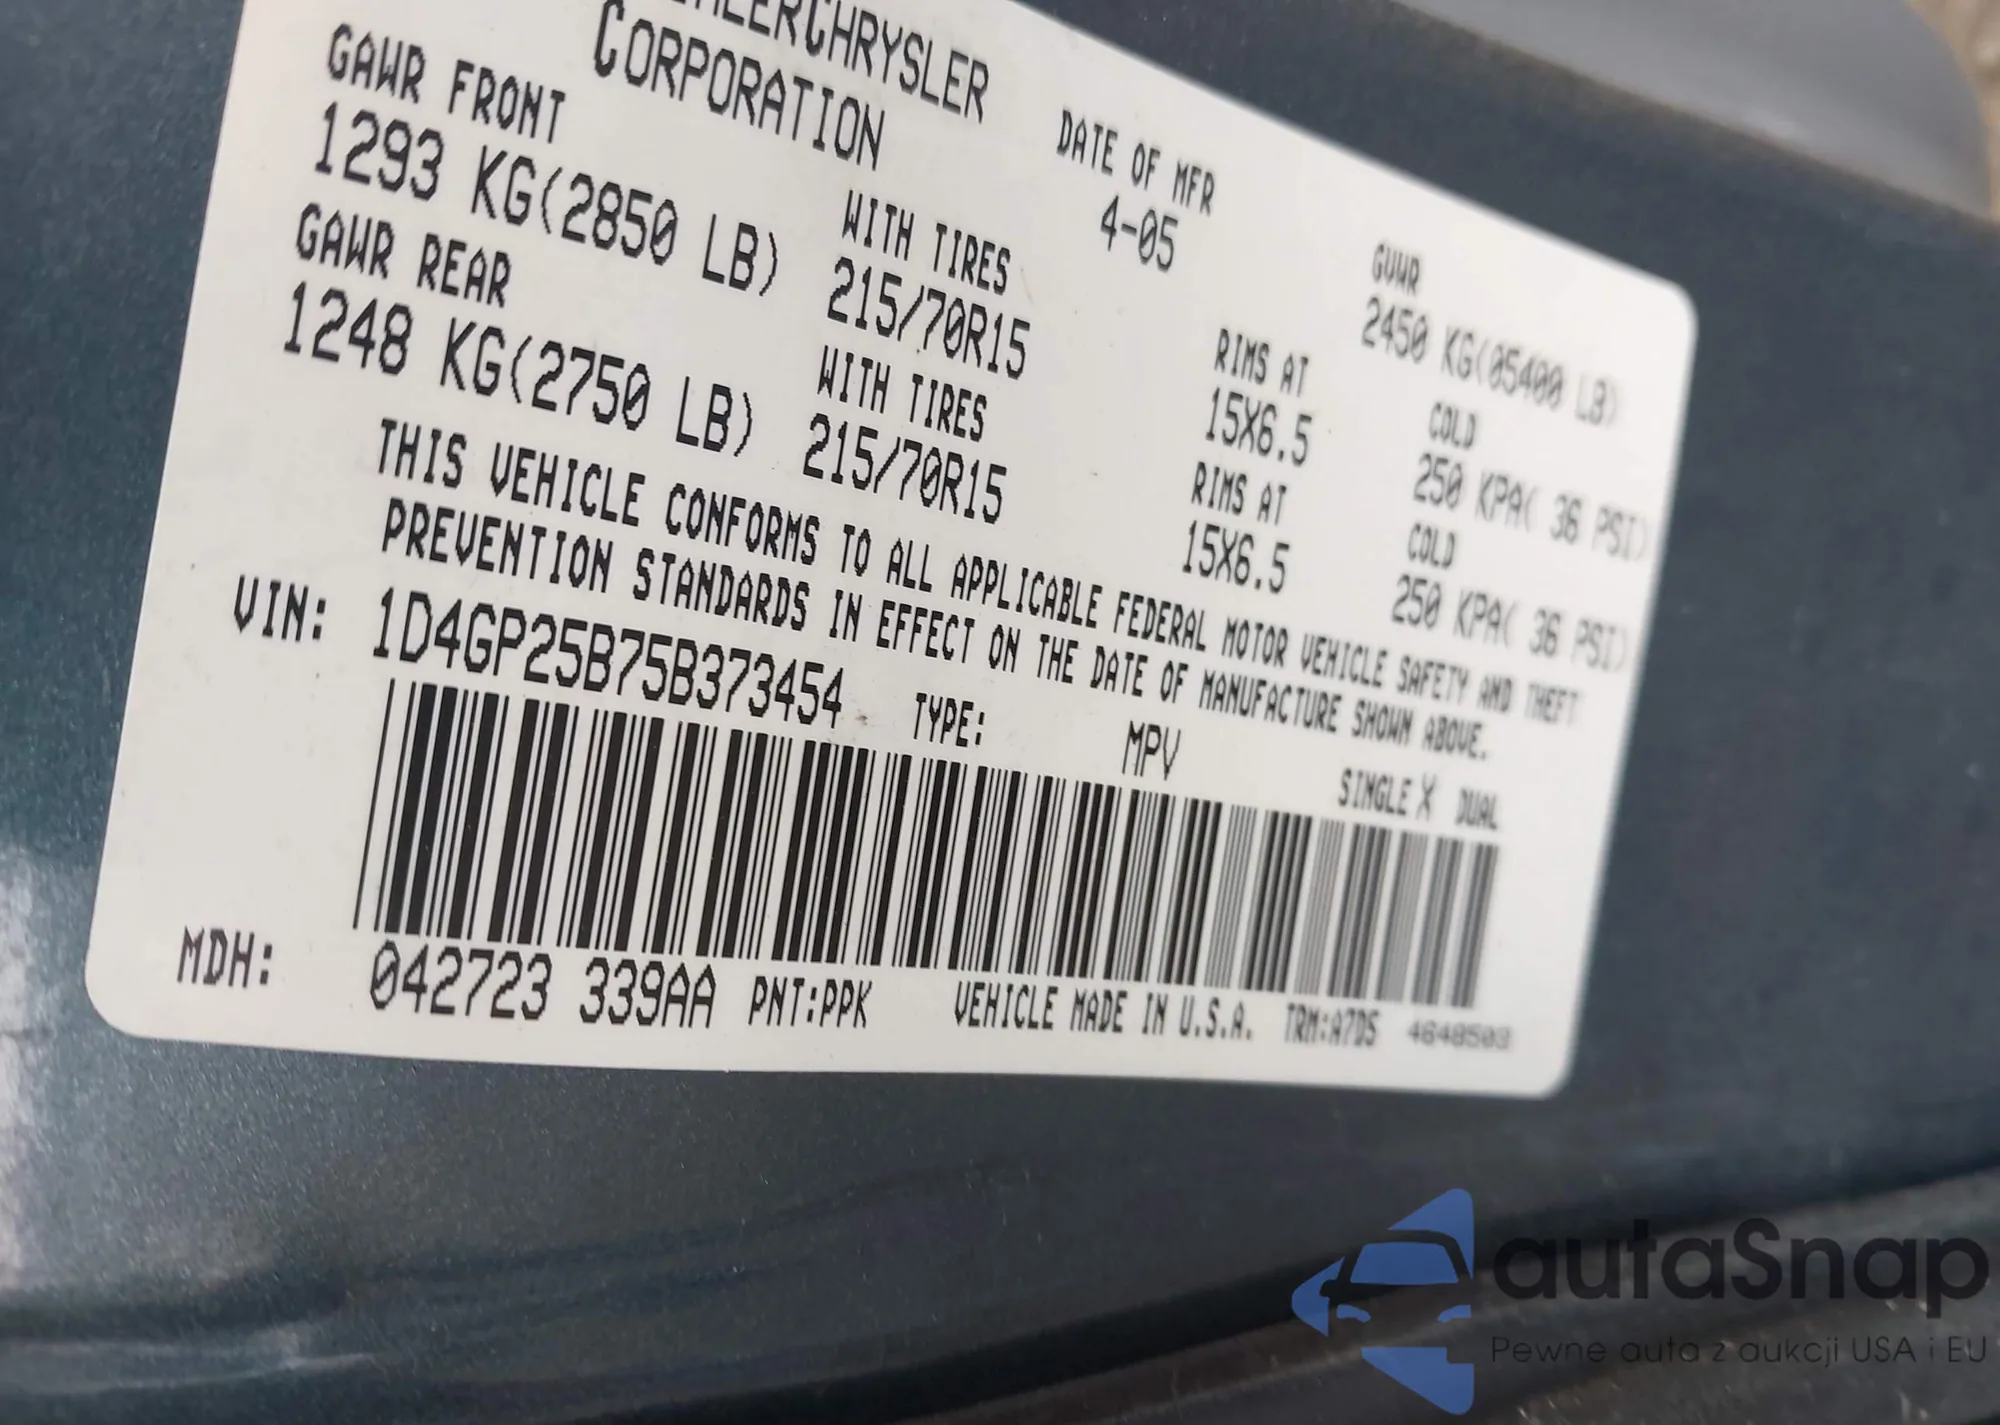 CHRYSLER
CORPORATION
DATE OF MFR
4-05
GVWR
2450 KG(05400 LB)
GAWR FRONT
1293 KG(2850 LB)
WITH TIRES
215/70R15
RIMS AT
15X6.5
COLD
250 KPA( 36 PSI)
GAWR REAR
1248 KG(2750 LB)
WITH TIRES
215/70R15
RIMS AT
15X6.5
COLD
250 KPA( 36 PSI)
THIS VEHICLE CONFORMS TO ALL APPLICABLE FEDERAL MOTOR VEHICLE SAFETY AND THEFT
PREVENTION STANDARDS IN EFFECT ON THE DATE OF MANUFACTURE SHOWN ABOVE.
VIN: 1D4GP25B75B373454 TYPE: MPV SINGLE X DUAL
MDH: 042723 339AA PNT:PPK VEHICLE MADE IN U.S.A. TRM:A7D5
autaSnap
Pewne auta z aukcji USA i EU